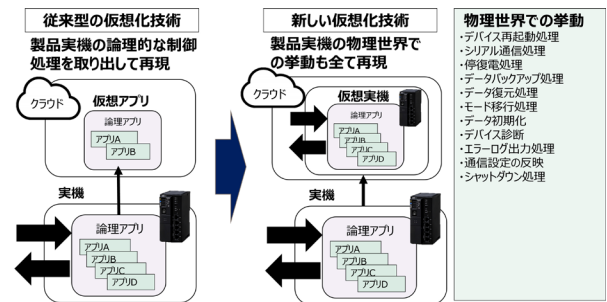 従来型の仮想化技術
製品実機の論理的な制御
処理を取り出して再現
クラウド
仮想アプリ
論理アプリ
アプリA
アプリB
実機
論理アプリ
アプリA
アプリB
アプリC
アプリD
新しい仮想化技術
製品実機の物理世界で
の挙動も全て再現
クラウド
仮想実機
論理アプリ
アプリA
アプリB
アプリC
アプリD
実機
論理アプリ
アプリA
アプリB
アプリC
アプリD
物理世界での挙動
・デバイス再起動処理
・シリアル通信処理
・停復電処理
・データバックアップ処理
・データ復元処理
・モード移行処理
・データ初期化
・デバイス診断
・エラーログ出力処理
・通信設定の反映
・シャットダウン処理